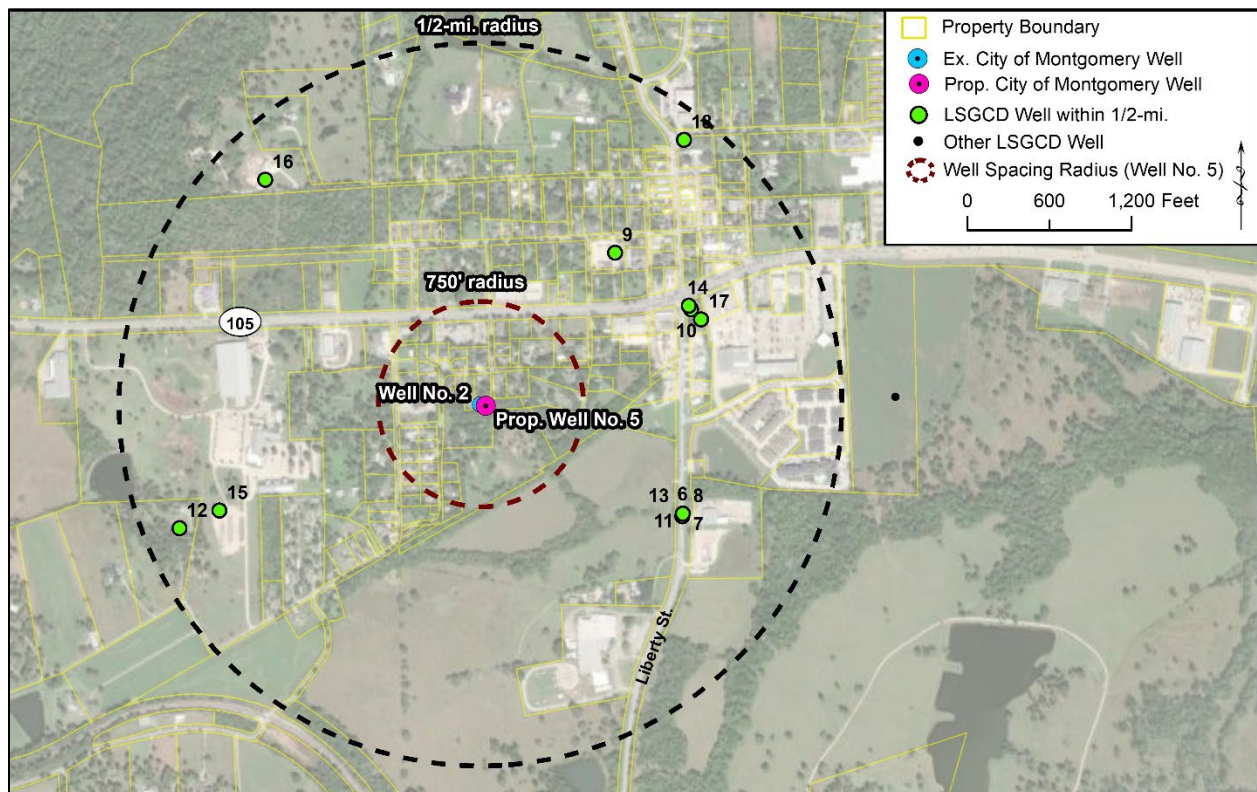 1/2-mi. radius
Property Boundary
Ex. City of Montgomery Well
Prop. City of Montgomery Well
LSGCD Well within 1/2-mi.
Other LSGCD Well
Well Spacing Radius (Well No. 5)
0 600 1,200 Feet
18
16
9
750' radius
14
17
10
105
Well No. 2
Prop. Well No. 5
15
12
13 6 8
11 7
Liberty St.